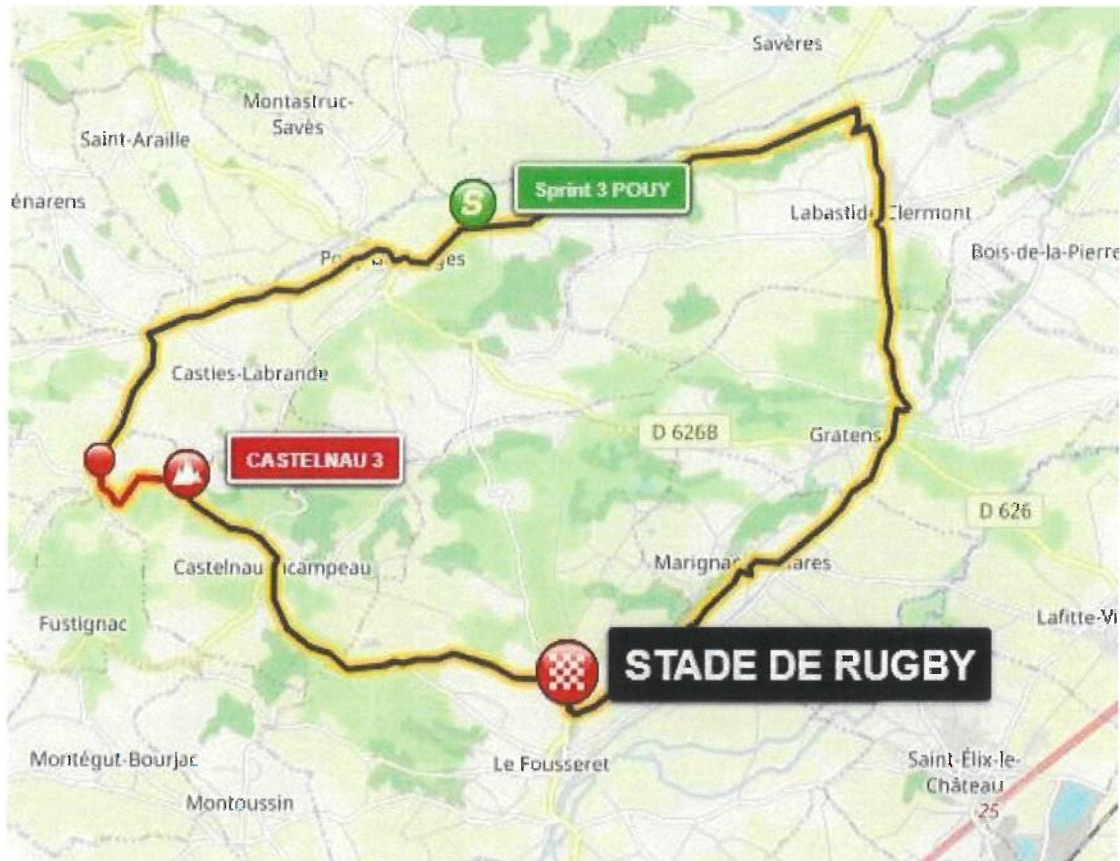 Savères
Montastruc-
Savès
Saint-Araille
énarens
Sprint 3 POUY
S
Labastid Clermont
Bois-de-la-Pierre
ges
Casties-Labrande
D 626B
Gratens
CASTELNAU 3
D 626
Castelnau campeau
Marignac ares
Fustignac
Lafitte-Vi
STADE DE RUGBY
Montégut-Bourjac
Le Fousseret
Saint-Élix-le-
Château
25
Montoussin